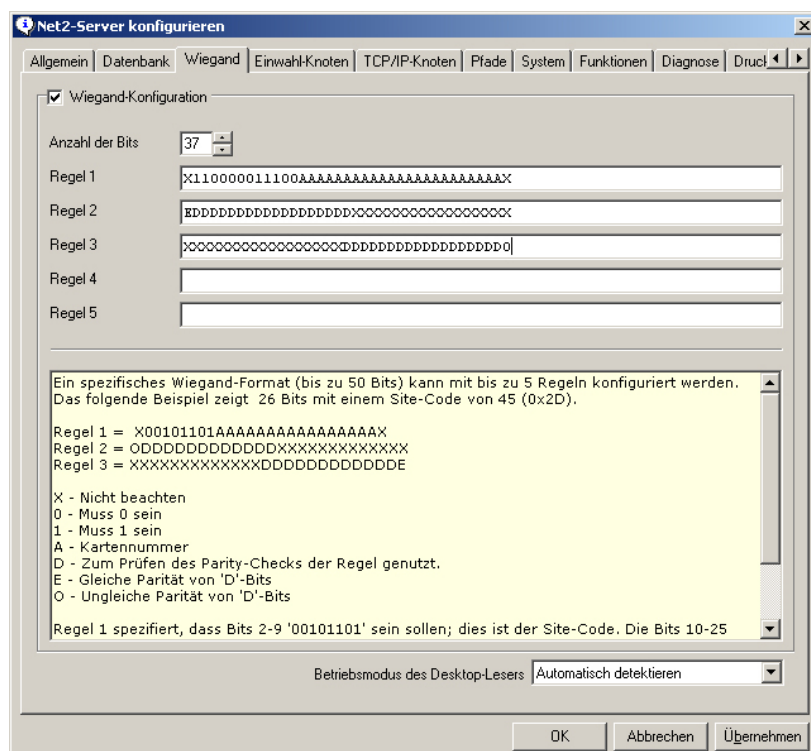 Net2-Server konfigurieren
Allgemein Datenbank Wiegand Einwahl-Knoten TCP/IP-Knoten Pfade System Funktionen Diagnose
Wiegand-Konfiguration
Anzahl der Bits 37
Regel 1 X110000011100AAAAAAAAAAAAAAAAAAAAAAAX
Regel 2 EDDDDDDDDDDDDDDDDDDXXXXXXXXXXXXXXXXXX
Regel 3 XXXXXXXXXXXXXXXXXXDDDDDDDDDDDDDDDDDDO
Regel 4
Regel 5
Ein spezifisches Wiegand-Format (bis zu 50 Bits) kann mit bis zu 5 Regeln konfiguriert werden.
Das folgende Beispiel zeigt 26 Bits mit einem Site-Code von 45 (0x2D).
Regel 1 = X00101101AAAAAAAAAAAAAAAAX
Regel 2 = ODDDDDDDDDDDDXXXXXXXXXXXXX
Regel 3 = XXXXXXXXXXXXXDDDDDDDDDDDDE
X - Nicht beachten
0 - Muss 0 sein
1 - Muss 1 sein
A - Kartennummer
D - Zum Prüfen des Parity-Checks der Regel genutzt.
E - Gleiche Parität von 'D'-Bits
O - Ungleiche Parität von 'D'-Bits
Regel 1 spezifiert, dass Bits 2-9 '00101101' sein sollen; dies ist der Site-Code. Die Bits 10-25
Betriebsmodus des Desktop-Lesers Automatisch detektieren
OK Abbrechen Übernehmen